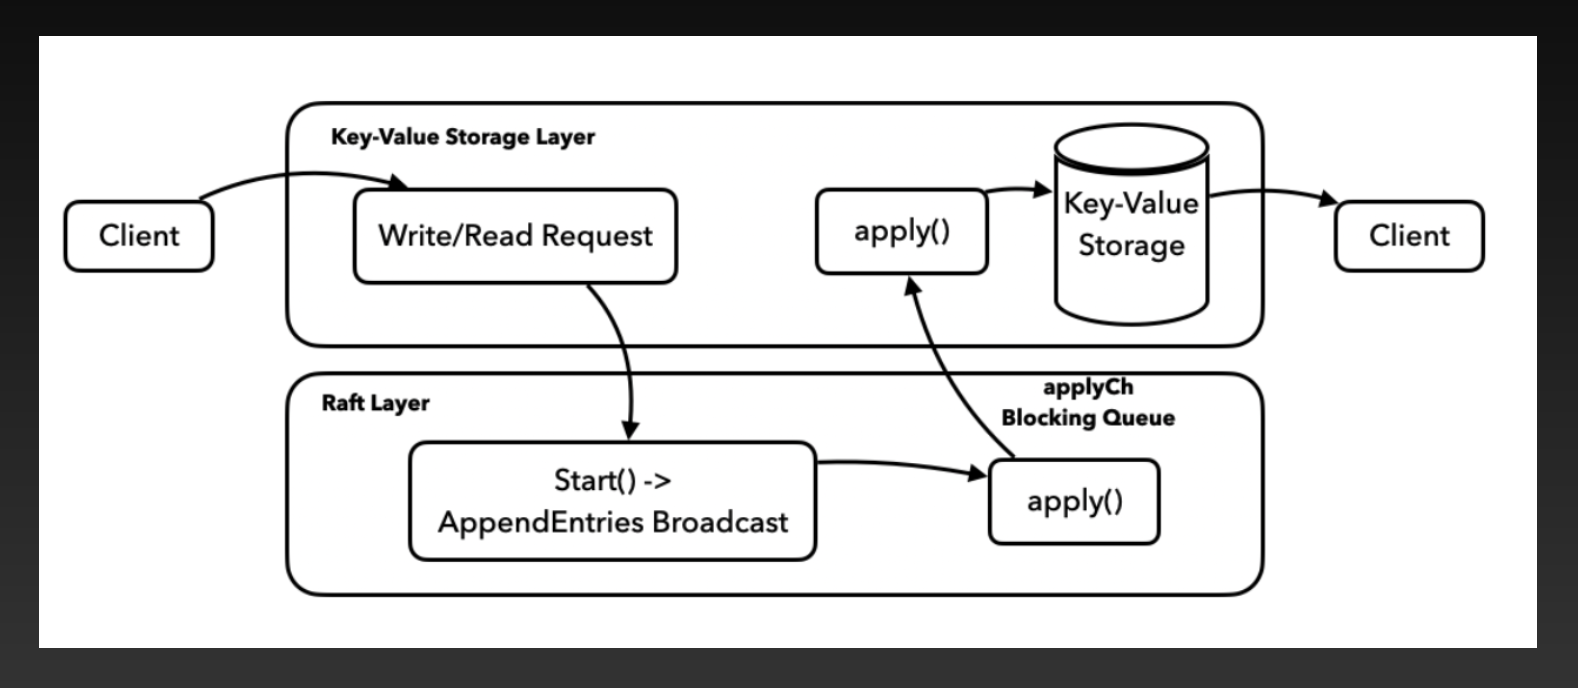 Key-Value Storage Layer
Client
Write/Read Request
apply()
Key-Value
Storage
Client
Raft Layer
applyCh
Blocking Queue
Start() ->
AppendEntries Broadcast
apply()